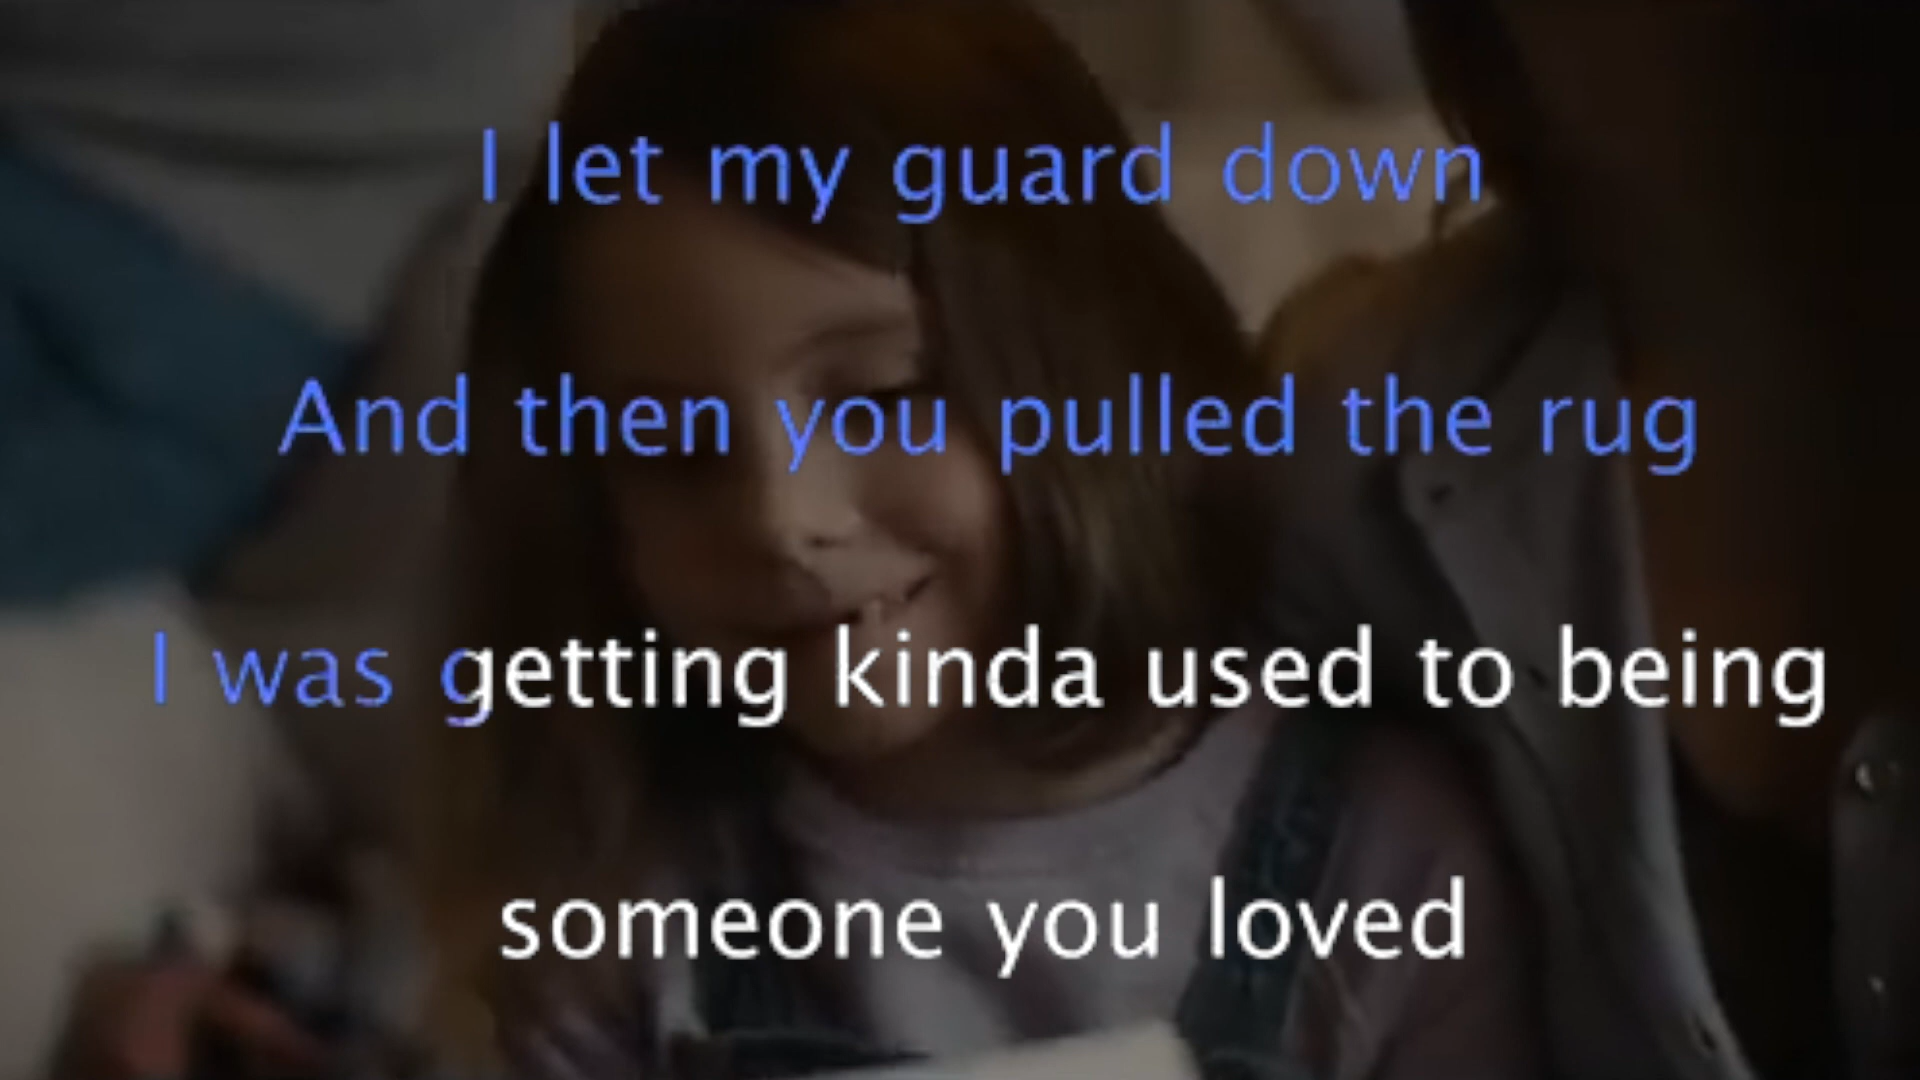 I let my guard down
And then you pulled the rug
I was getting kinda used to being
someone you loved